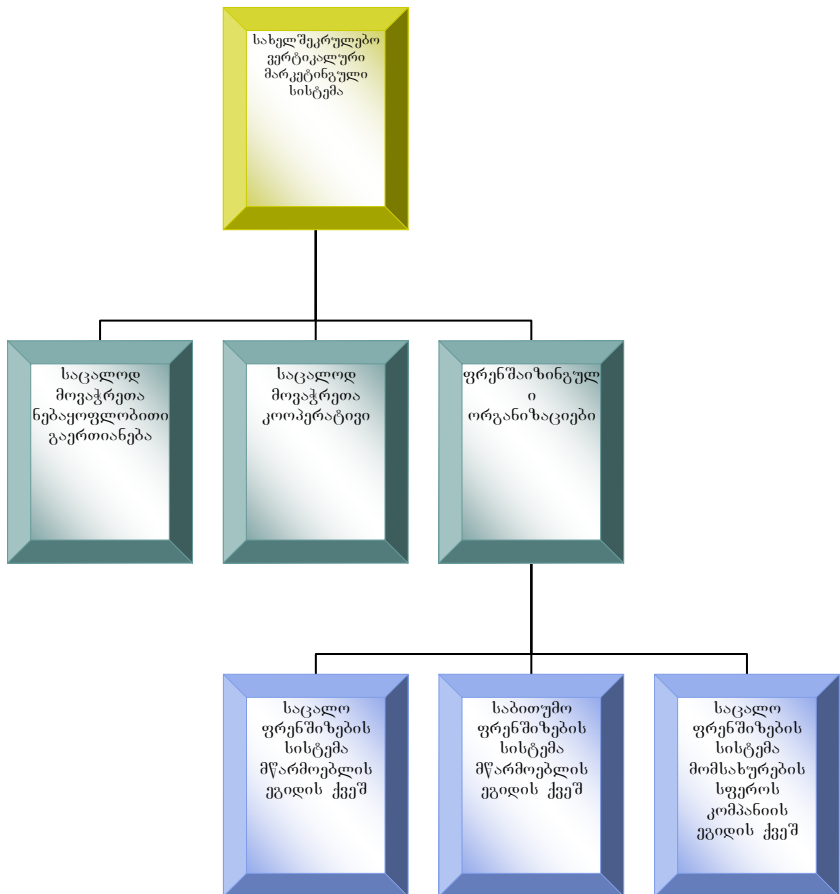 სახელშეკრულებო
ვერტიკალური
მარკეტინგული
სისტემა
საცალოდ
მოვაჭრეთა
ნებაყოფლობითი
გაერთიანება
საცალოდ
მოვაჭრეთა
კოოპერატივი
ფრენშაიზინგულ
ი
ორგანიზაციები
საცალო
ფრენშიზების
სისტემა
მწარმოებლის
ეგიდის ქვეშ
საბითუმო
ფრენშიზების
სისტემა
მწარმოებლის
ეგიდის ქვეშ
საცალო
ფრენშიზების
სისტემა
მომსახურების
სფეროს
კომპანიის
ეგიდის ქვეშ